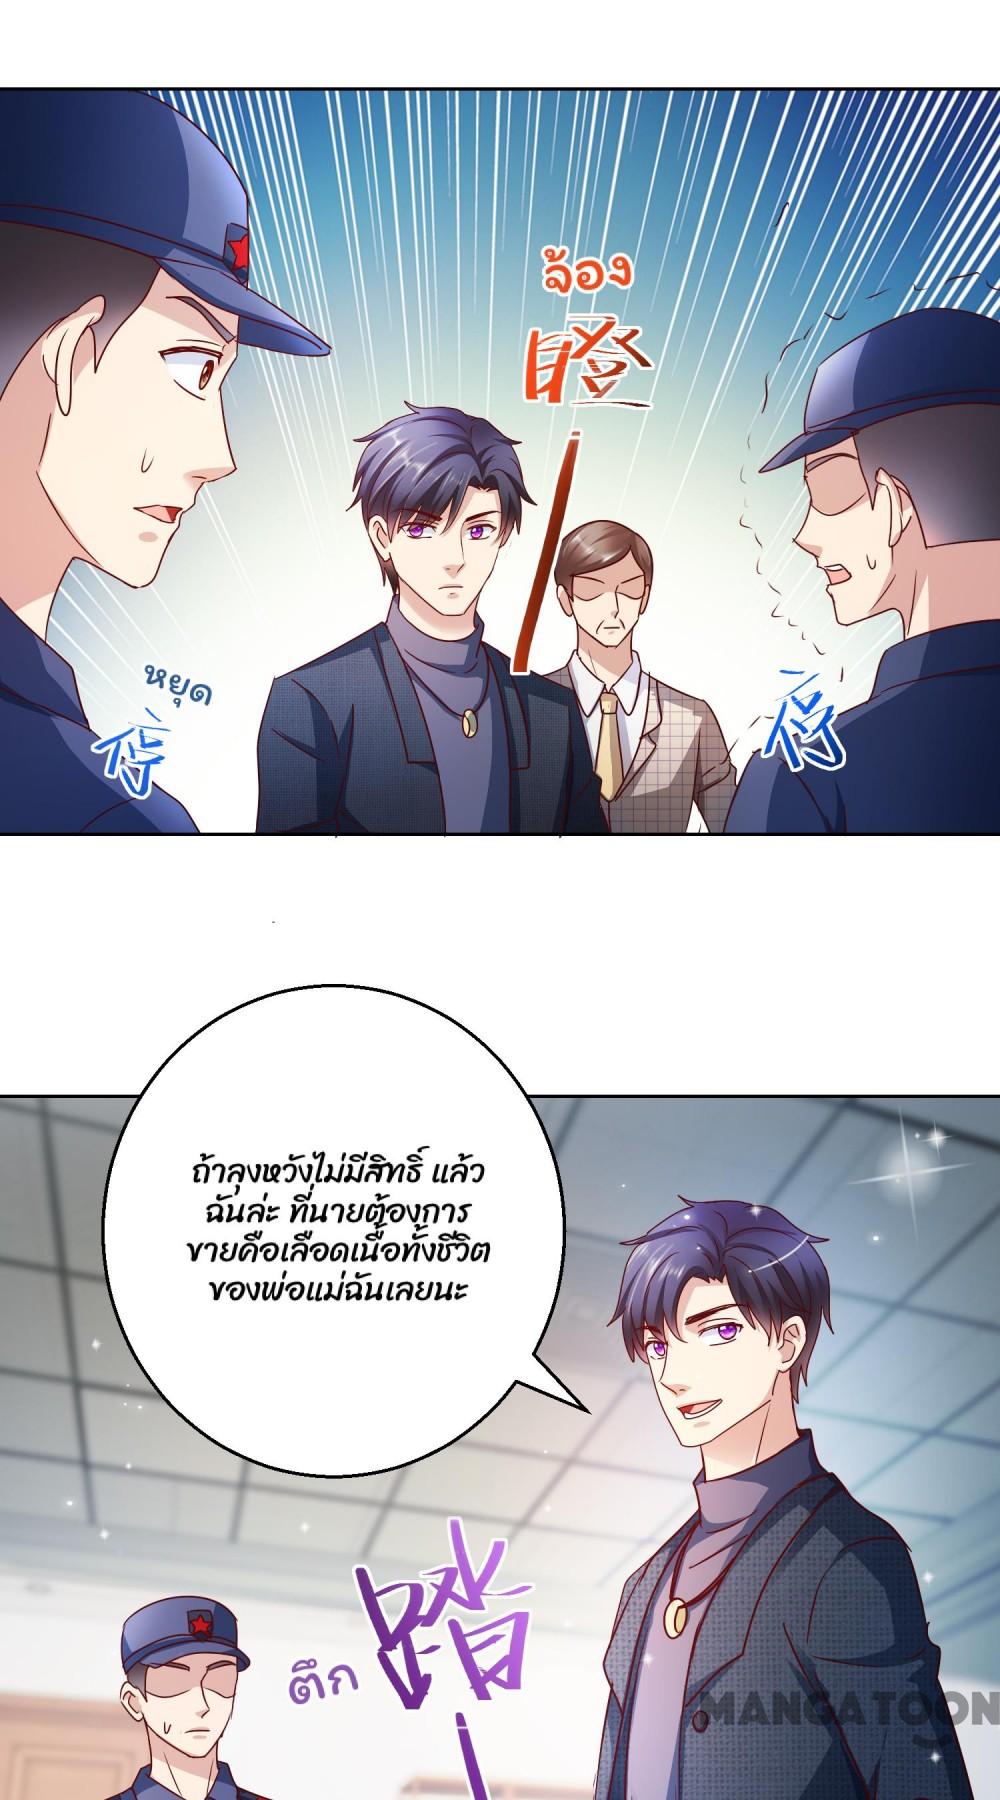 จ้อง
瞪
หยุด
停
停
ถ้าลุงหวังไม่มีสิทธิ์ แล้ว
ฉันล่ะ ที่นายต้องการ
ขายคือเลือดเนื้อทั้งชีวิต
ของพ่อแม่ฉันเลยนะ
踏
ตึก
MANGATOON